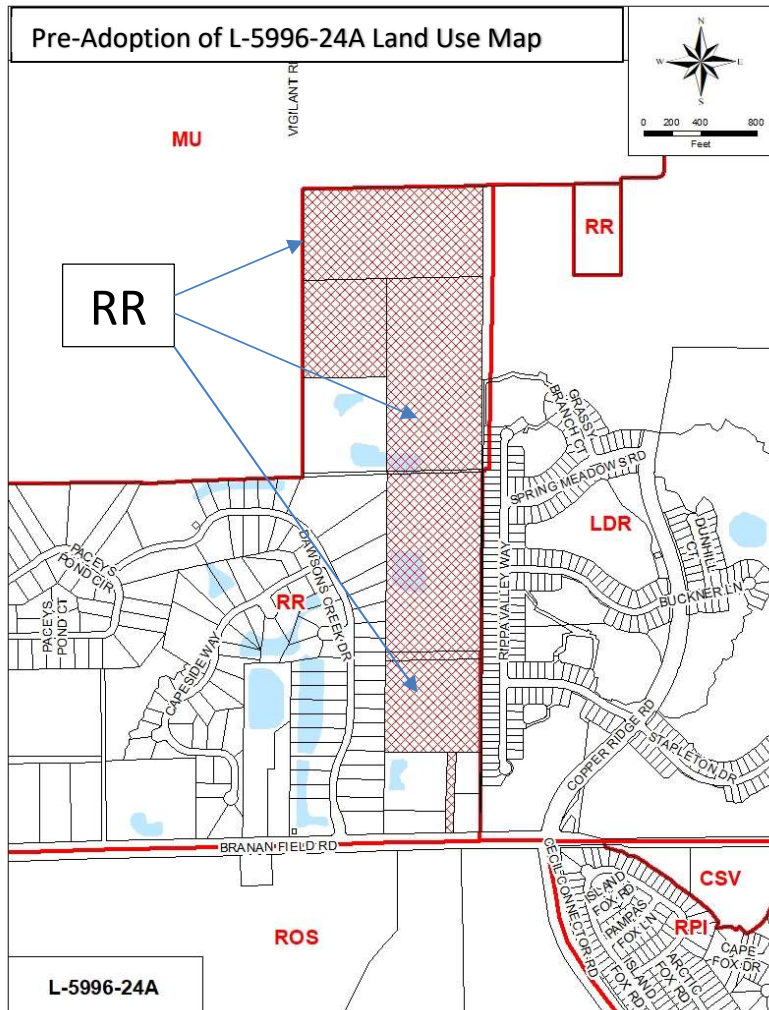 Pre-Adoption of L-5996-24A Land Use Map
N
W E
S
0 200 400 800
Feet
VIGILANT RD
MU
RR
RR
GRASSY
BRANCH CT
SPRING MEADOWS RD
LDR
DUNHILL
CT
BUCKNER LN
RIPPA VALLEY WAY
PACEYS
POND CIR
PACEYS
POND CT
DAWSONS CREEK DR
RR
CAPESIDE WAY
STAPLETON DR
COPPER RIDGE RD
BRANAN FIELD RD
CECIL CONNECTOR RD
CSV
ISLAND
FOX RD
PAMPAS
FOX LN
RPI
CAPE
FOX DR
ARCTIC
FOX RD
ISLAND
FOX RD
ROS
L-5996-24A